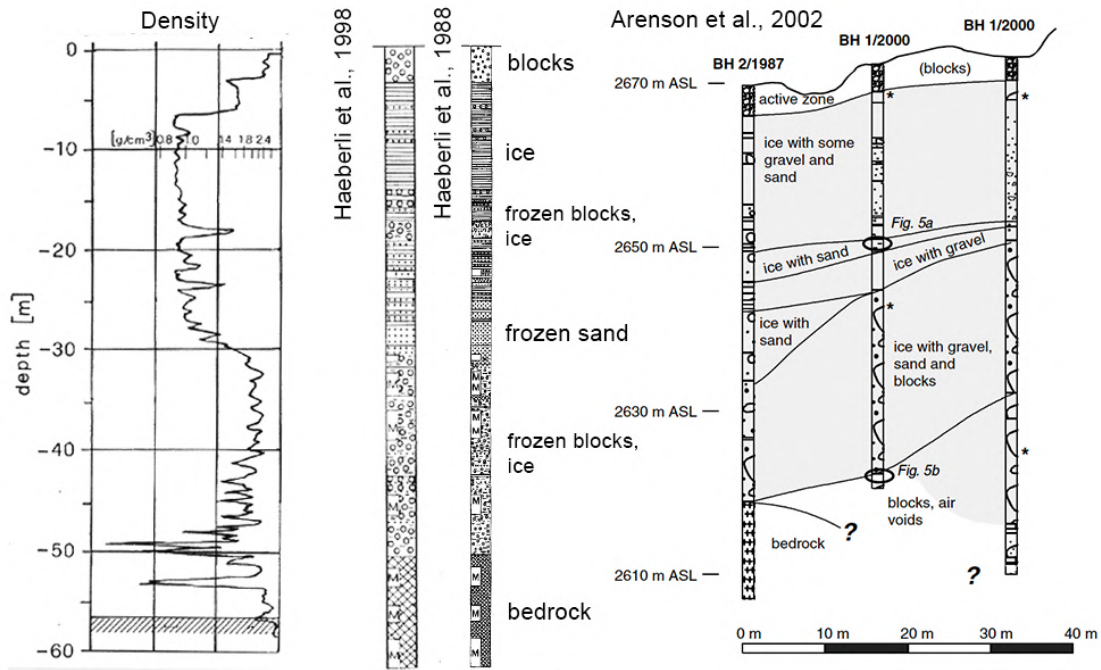 Density
0
-10
-20
-30
-40
-50
-60
depth [m]
[g/cm³] 0.8 1.0 1.4 1.8 2.4
Haeberli et al., 1998
Haeberli et al., 1988
M
M
M
M
M
M
M
M
M
M
M
M
M
blocks
ice
frozen blocks,
ice
frozen sand
frozen blocks,
ice
bedrock
Arenson et al., 2002
BH 2/1987
BH 1/2000
BH 1/2000
(blocks)
2670 m ASL
active zone
*
*
ice with some
gravel and
sand
Fig. 5a
2650 m ASL
ice with sand
ice with gravel
*
ice with
sand
ice with gravel,
sand and
blocks
2630 m ASL
*
Fig. 5b
blocks, air
voids
?
bedrock
2610 m ASL
?
0 m
10 m
20 m
30 m
40 m